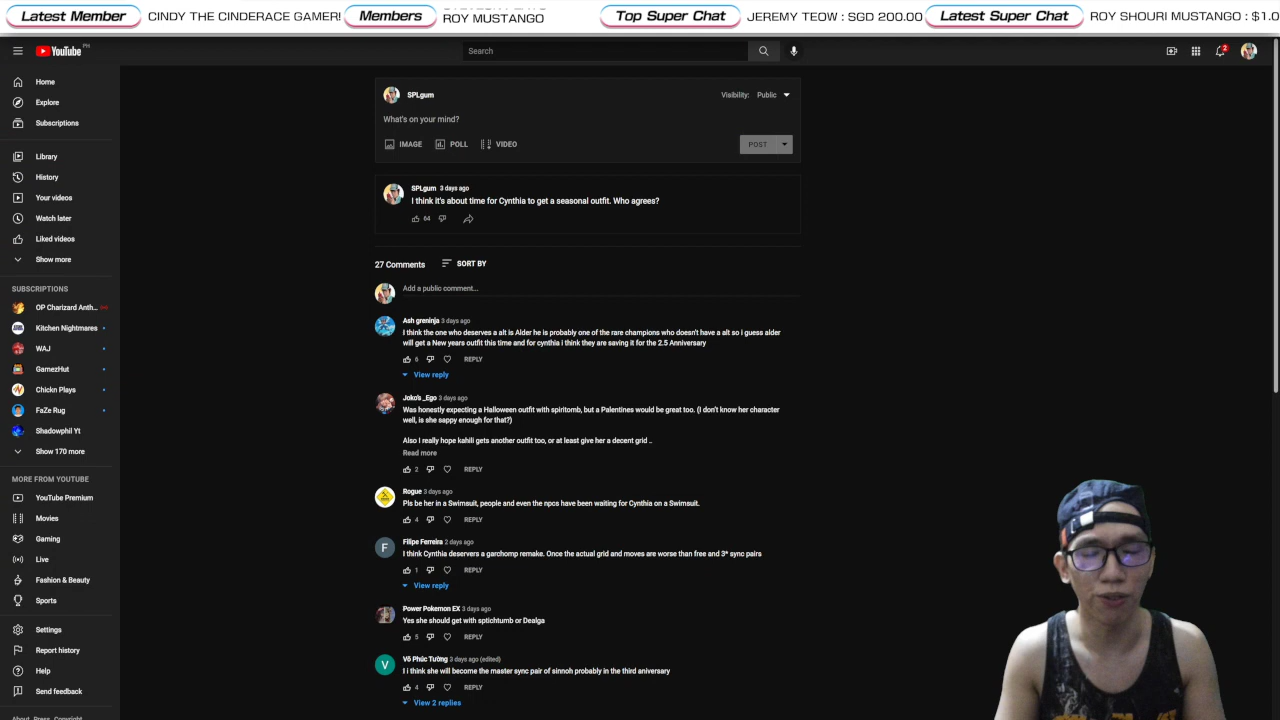 Latest Member CINDY THE CINDERACE GAMER! Members ROY MUSTANGO Top Super Chat JEREMY TEOW : SGD 200.00 Latest Super Chat ROY SHOURI MUSTANGO : $1.0
YouTube PH
Search
2
Home
Explore
Subscriptions
Library
History
Your videos
Watch later
Liked videos
Show more
SUBSCRIPTIONS
OP Charizard Anth...
Kitchen Nightmares
WAJ
GamezHut
Chickn Plays
FaZe Rug
Shadowphil Yt
Show 170 more
MORE FROM YOUTUBE
YouTube Premium
Movies
Gaming
Live
Fashion & Beauty
Sports
Settings
Report history
Help
Send feedback
About Press Copyright
SPLgum Visibility: Public
What's on your mind?
IMAGE POLL VIDEO POST
SPLgum 3 days ago
I think it's about time for Cynthia to get a seasonal outfit. Who agrees?
64
27 Comments SORT BY
Add a public comment...
Ash greninja 3 days ago
I think the one who deserves a alt is Alder he is probably one of the rare champions who doesn't have a alt so i guess alder
will get a New years outfit this time and for cynthia i think they are saving it for the 2.5 Anniversary
6 REPLY
View reply
Joko's _Ego 3 days ago
Was honestly expecting a Halloween outfit with spiritomb, but a Palentines would be great too. (I don't know her character
well, is she sappy enough for that?)
Also I really hope kahili gets another outfit too, or at least give her a decent grid ..
Read more
2 REPLY
Rogue 3 days ago
Pls be her in a Swimsuit, people and even the npcs have been waiting for Cynthia on a Swimsuit.
4 REPLY
F
Filipe Ferreira 2 days ago
I think Cynthia deservers a garchomp remake. Once the actual grid and moves are worse than free and 3* sync pairs
1 REPLY
View reply
Power Pokemon EX 3 days ago
Yes she should get with sptichtumb or Dealga
5 REPLY
V
Võ Phúc Tường 3 days ago (edited)
I i think she will become the master sync pair of sinnoh probably in the third aniversary
4 REPLY
View 2 replies